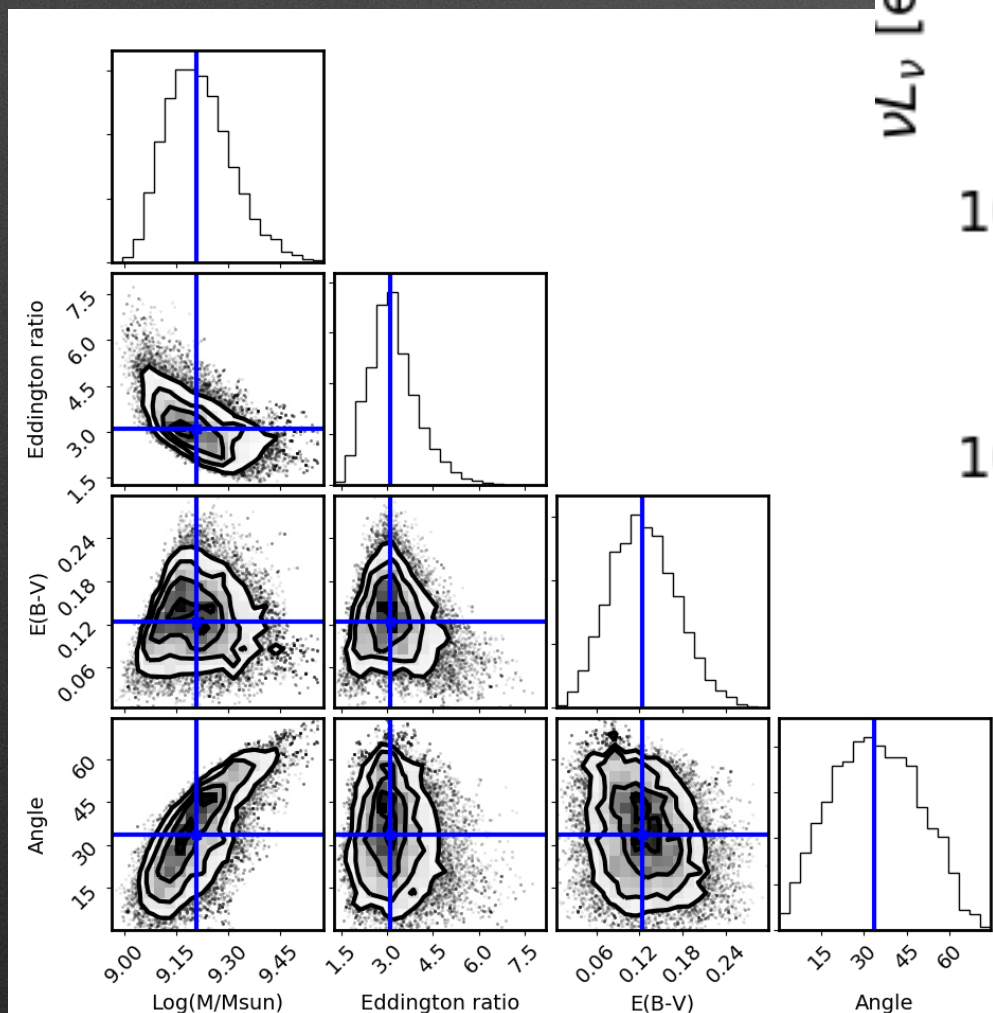 νLν [e
10
10
Eddington ratio
7.5
6.0
4.5
3.0
1.5
E(B-V)
0.24
0.18
0.12
0.06
Angle
60
45
30
15
9.00 9.15 9.30 9.45
1.5 3.0 4.5 6.0 7.5
0.06 0.12 0.18 0.24
15 30 45 60
Log(M/Msun) Eddington ratio E(B-V) Angle